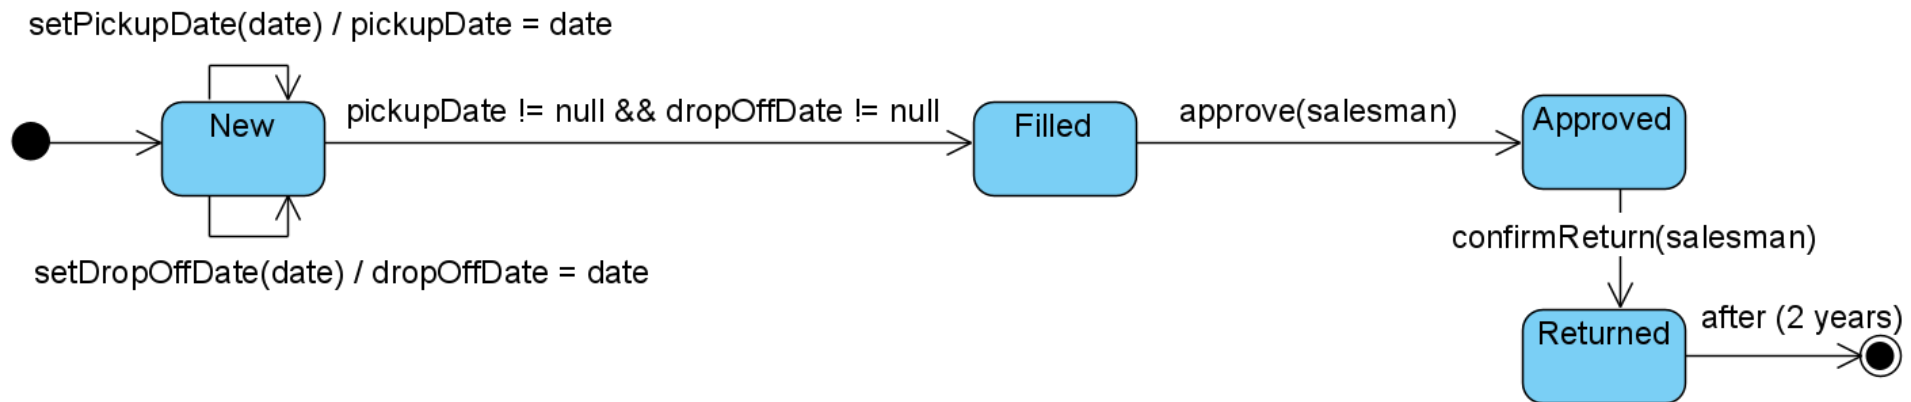 setPickupDate(date) / pickupDate = date
New
pickupDate != null && dropOffDate != null
Filled
approve(salesman)
Approved
setDropOffDate(date) / dropOffDate = date
confirmReturn(salesman)
Returned
after (2 years)